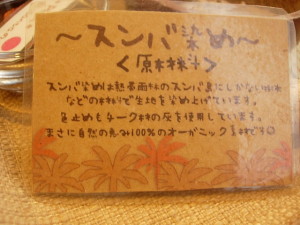 ～スンバ染め～
＜原材料＞
スンバ染めは熱帯雨林のスンバ島にしかない
などの材料で生地を染め上げています。
色止めもチーク材の灰を使用しています。
まさに自然の恵み100%のオーガニック素材です